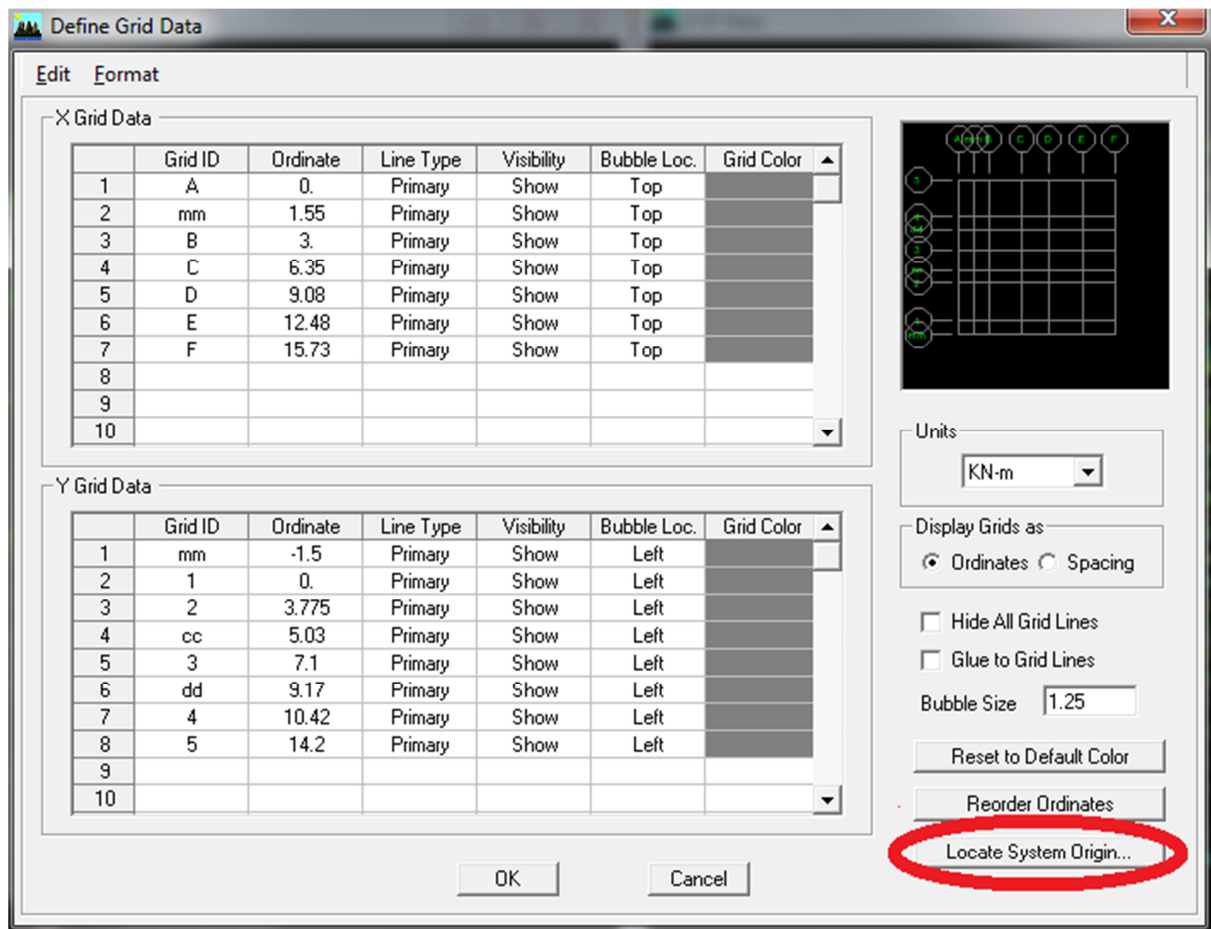 Define Grid Data
Edit Format
X Grid Data
Grid ID Ordinate Line Type Visibility Bubble Loc. Grid Color
1 A 0. Primary Show Top
2 mm 1.55 Primary Show Top
3 B 3. Primary Show Top
4 C 6.35 Primary Show Top
5 D 9.08 Primary Show Top
6 E 12.48 Primary Show Top
7 F 15.73 Primary Show Top
8
9
10
Y Grid Data
Grid ID Ordinate Line Type Visibility Bubble Loc. Grid Color
1 mm -1.5 Primary Show Left
2 1 0. Primary Show Left
3 2 3.775 Primary Show Left
4 cc 5.03 Primary Show Left
5 3 7.1 Primary Show Left
6 dd 9.17 Primary Show Left
7 4 10.42 Primary Show Left
8 5 14.2 Primary Show Left
9
10
OK Cancel
A mm B C D E F
Units
KN-m
Display Grids as
Ordinates Spacing
Hide All Grid Lines
Glue to Grid Lines
Bubble Size 1.25
Reset to Default Color
Reorder Ordinates
Locate System Origin...